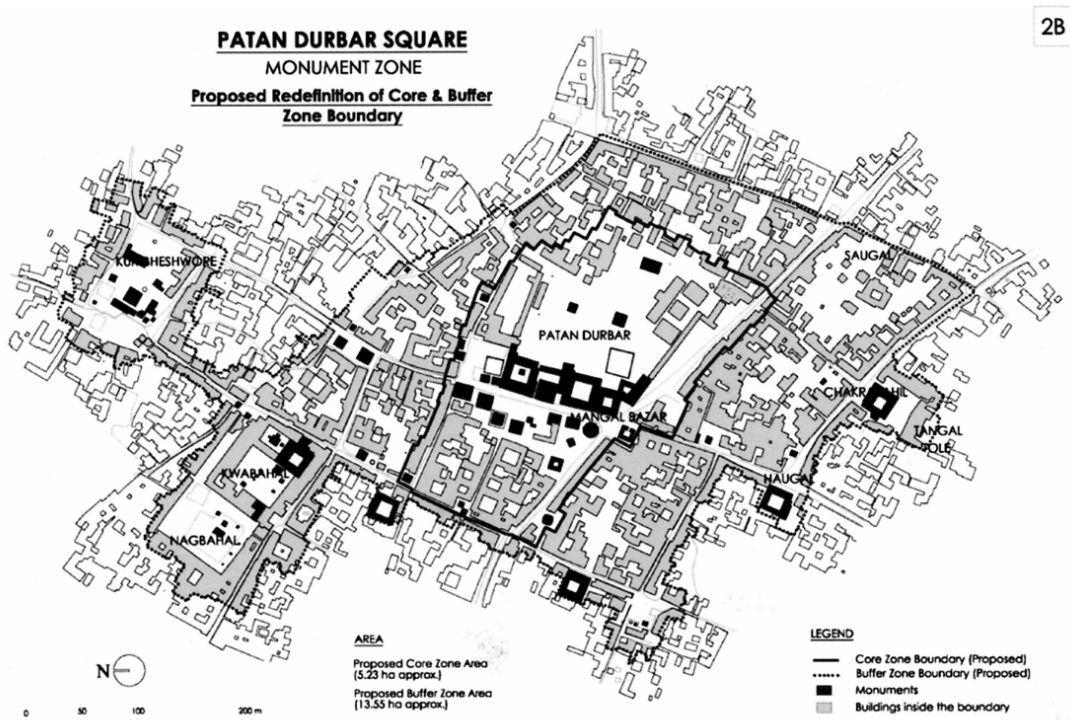 2B
PATAN DURBAR SQUARE
MONUMENT ZONE
Proposed Redefinition of Core & Buffer
Zone Boundary
KUMBHESHWORE
SAUGAL
PATAN DURBAR
CHAKRABAHIL
MANGAL BAZAR
TANGAL
TOLE
KWABAHAL
HAUGAL
NAGBAHAL
N
0 50 100 200 m
AREA
Proposed Core Zone Area
(5.23 ha approx.)
Proposed Buffer Zone Area
(13.55 ha approx.)
LEGEND
Core Zone Boundary (Proposed)
Buffer Zone Boundary (Proposed)
Monuments
Buildings inside the boundary